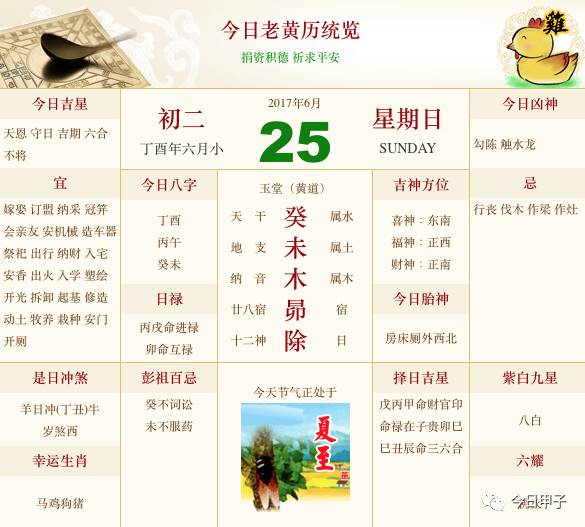 今日老黄历统览
捐资积德 祈求平安
雞
今日吉星
天恩 守日 吉期 六合
不将
初二
丁酉年六月小
2017年6月
25
星期日
SUNDAY
今日凶神
勾陈 触水龙
宜
嫁娶 订盟 纳采 冠笄
会亲友 安机械 造车器
祭祀 出行 纳财 入宅
安香 出火 入学 塑绘
开光 拆卸 起基 修造
动土 牧养 栽种 安门
开厕
今日八字
丁酉
丙午
癸未
日禄
丙戌命进禄
卯命互禄
玉堂（黄道）
天 干 癸 属水
地 支 未 属土
纳 音 木 属木
廿八宿 昴 宿
十二神 除 日
吉神方位
喜神：东南
福神：正西
财神：正南
今日胎神
房床厕外西北
忌
行丧 伐木 作梁 作灶
是日冲煞
羊日冲(丁丑)牛
岁煞西
幸运生肖
马鸡狗猪
彭祖百忌
癸不词讼
未不服药
今天节气正处于
夏至
择日吉星
戊丙甲命财官印
命禄在子贵卯巳
巳丑辰命三六合
紫白九星
八白
六耀
今日甲子